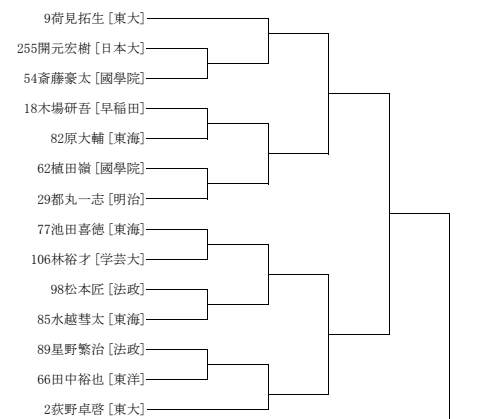 9荷見拓生 [東大]
255開元宏樹 [日本大]
54斎藤豪太 [國學院]
18木場研吾 [早稲田]
82原大輔 [東海]
62植田嶺 [國學院]
29都丸一志 [明治]
77池田喜徳 [東海]
106林裕才 [学芸大]
98松本匠 [法政]
85水越彗太 [東海]
89星野繁治 [法政]
66田中裕也 [東洋]
2荻野卓啓 [東大]